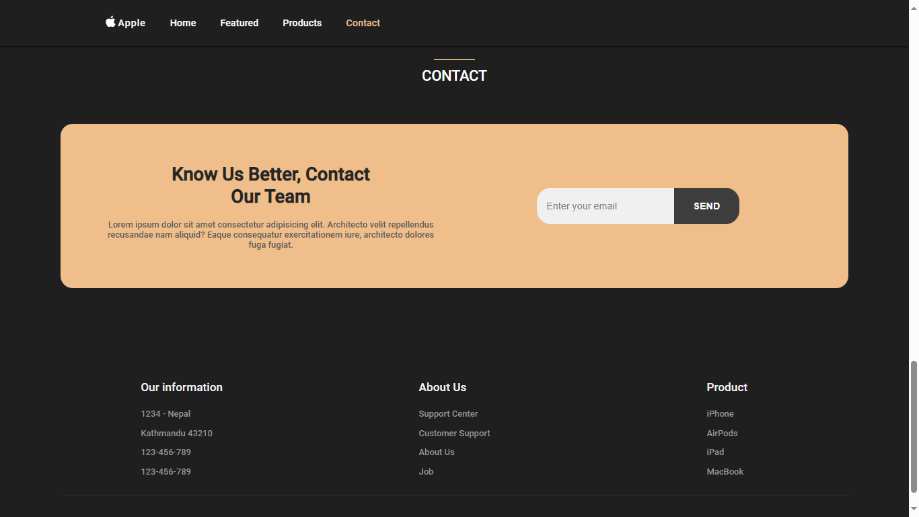 Apple Home Featured Products Contact
CONTACT
Know Us Better, Contact
Our Team
Lorem ipsum dolor sit amet consectetur adipisicing elit. Architecto velit repellendus
recusandae nam aliquid? Eaque consequatur exercitationem iure, architecto dolores
fuga fugiat.
Enter your email SEND
Our information
1234 - Nepal
Kathmandu 43210
123-456-789
123-456-789
About Us
Support Center
Customer Support
About Us
Job
Product
iPhone
AirPods
iPad
MacBook